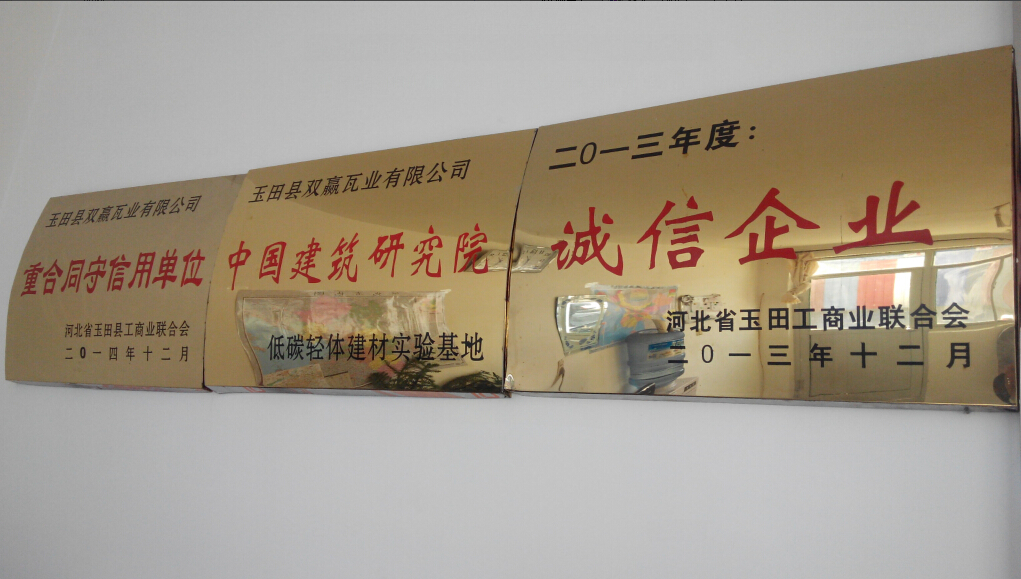 玉田县双赢瓦业有限公司
重合同守信用单位
河北省玉田县工商业联合会
二0一四年十二月
玉田县双赢瓦业有限公司
中国建筑研究院
低碳轻体建材实验基地
二0一三年度：
诚信企业
河北省玉田工商业联合会
二0一三年十二月